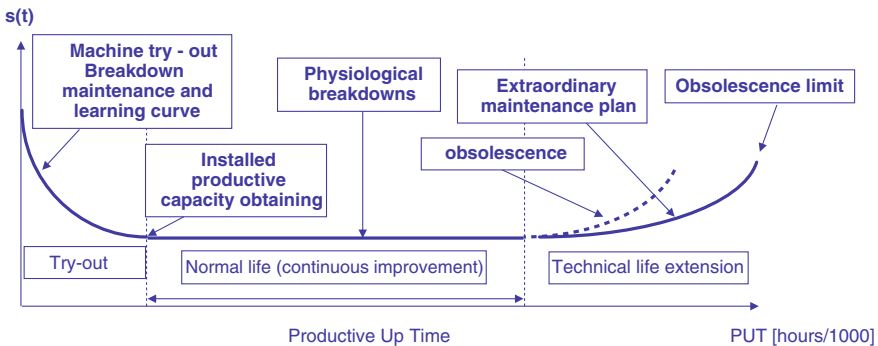 s(t)
Machine try - out
Breakdown
maintenance and
learning curve
Physiological
breakdowns
Extraordinary
maintenance plan
Obsolescence limit
obsolescence
Installed
productive
capacity obtaining
Try-out
Normal life (continuous improvement)
Technical life extension
Productive Up Time
PUT [hours/1000]